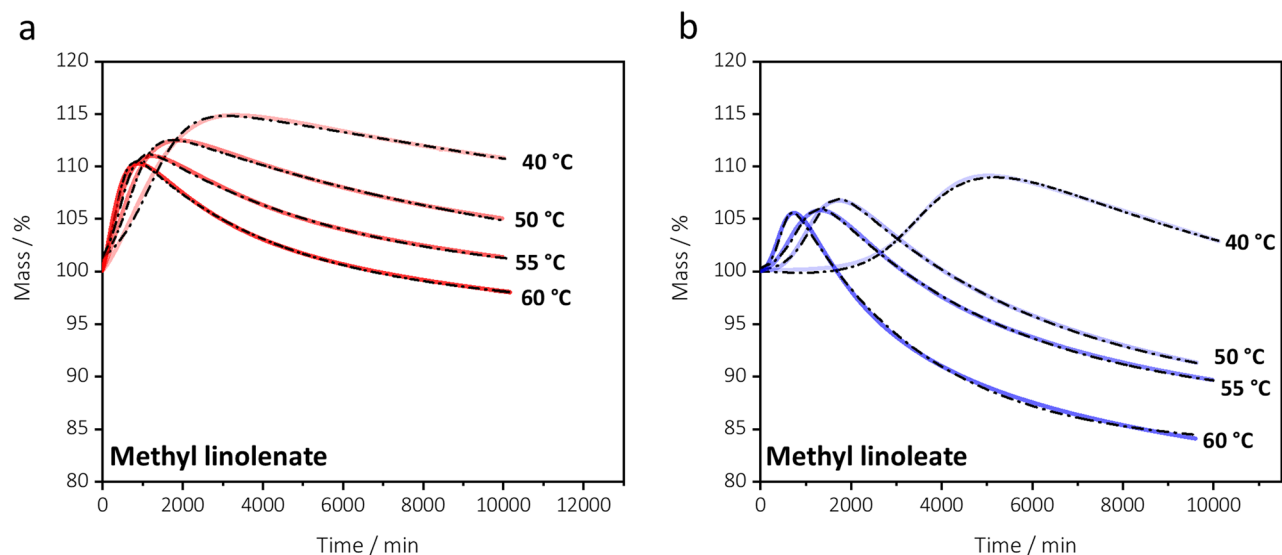 a
120
115
110
105
100
95
90
85
80
Mass / %
40 °C
50 °C
55 °C
60 °C
Methyl linolenate
0 2000 4000 6000 8000 10000 12000
Time / min
b
120
115
110
105
100
95
90
85
80
Mass / %
40 °C
50 °C
55 °C
60 °C
Methyl linoleate
0 2000 4000 6000 8000 10000
Time / min